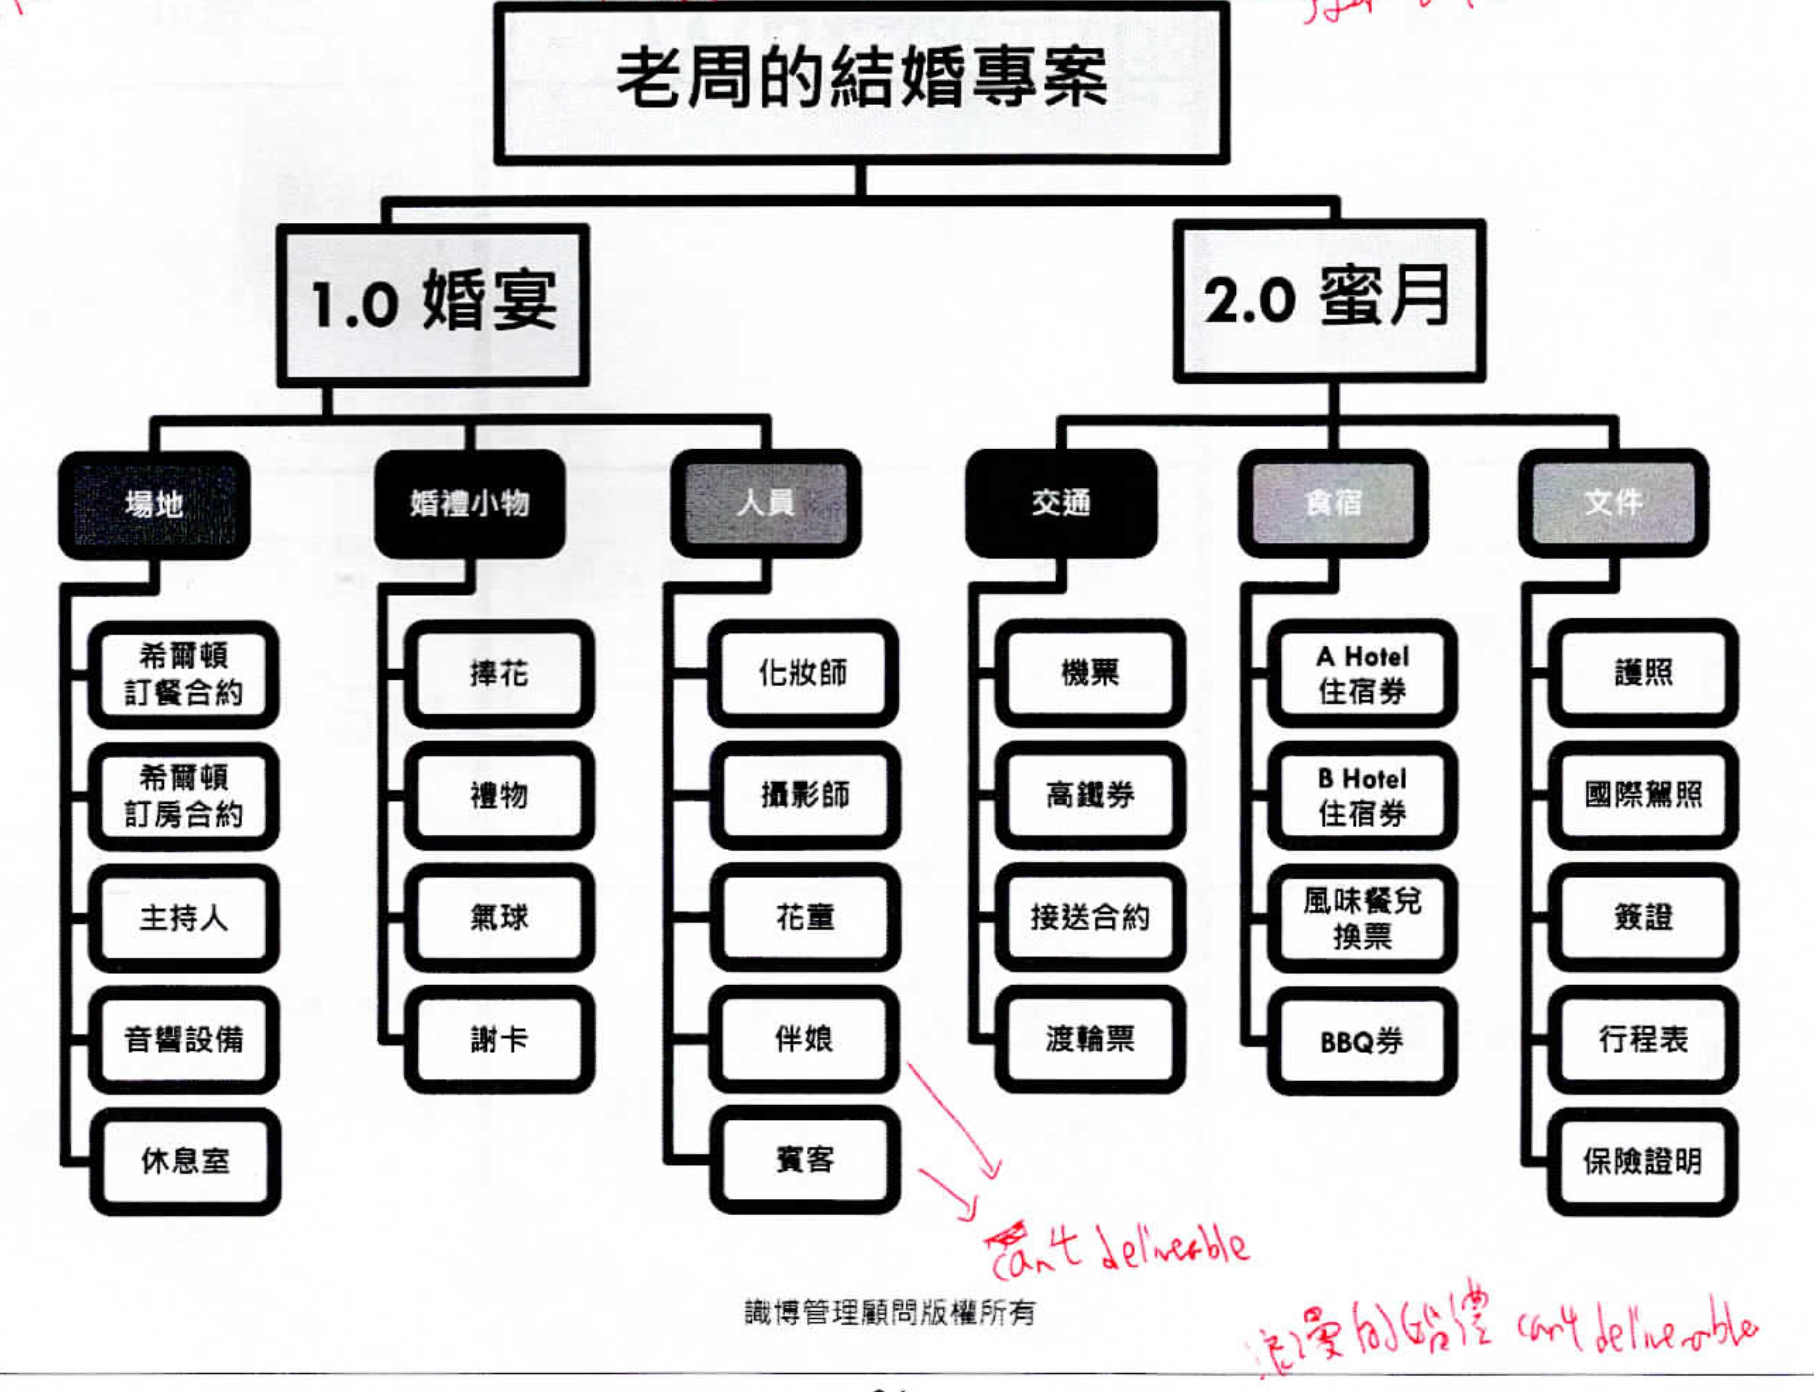 老周的結婚專案
1.0 婚宴
2.0 蜜月
場地
婚禮小物
人員
交通
食宿
文件
希爾頓
訂餐合約
希爾頓
訂房合約
主持人
音響設備
休息室
捧花
禮物
氣球
謝卡
化妝師
攝影師
花童
伴娘
賓客
機票
高鐵券
接送合約
渡輪票
A Hotel
住宿券
B Hotel
住宿券
風味餐兌
換票
BBQ券
護照
國際駕照
簽證
行程表
保險證明
can't deliverable
識博管理顧問版權所有
浪漫的婚禮 can't deliverable